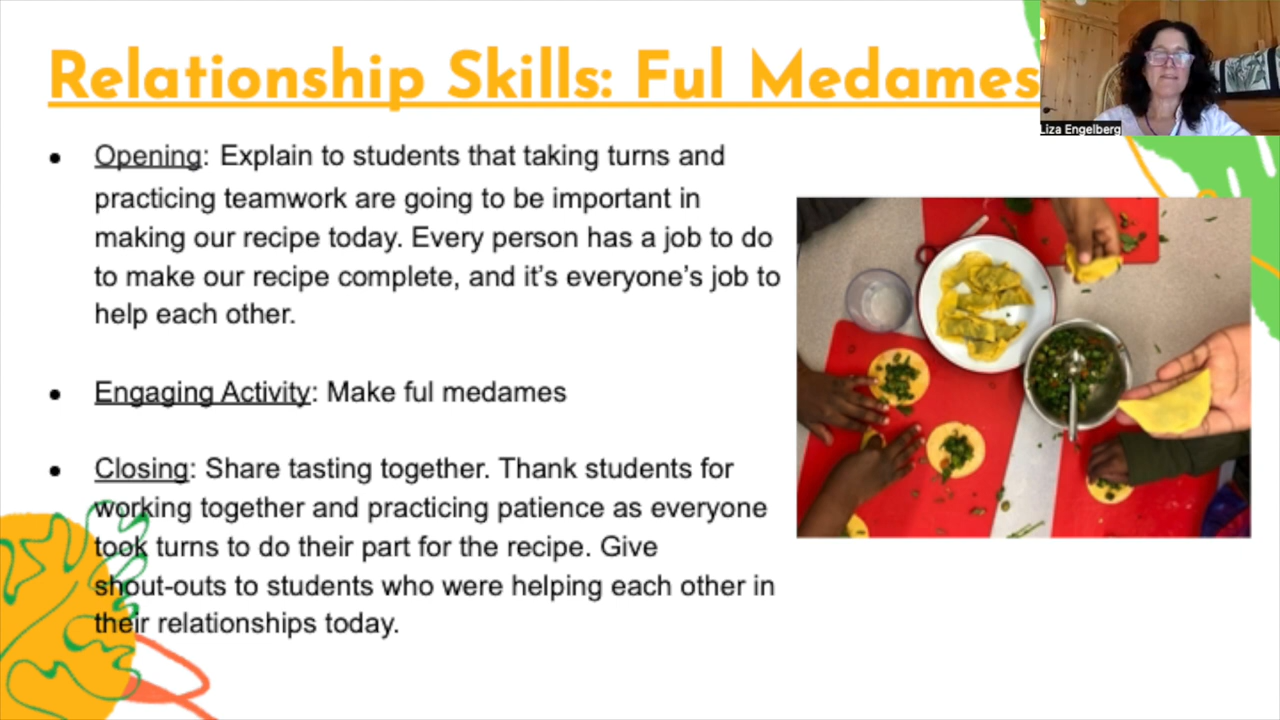 Relationship Skills: Ful Medames
Liza Engelberg
● Opening: Explain to students that taking turns and
practicing teamwork are going to be important in
making our recipe today. Every person has a job to do
to make our recipe complete, and it's everyone's job to
help each other.
● Engaging Activity: Make ful medames
● Closing: Share tasting together. Thank students for
working together and practicing patience as everyone
took turns to do their part for the recipe. Give
shout-outs to students who were helping each other in
their relationships today.